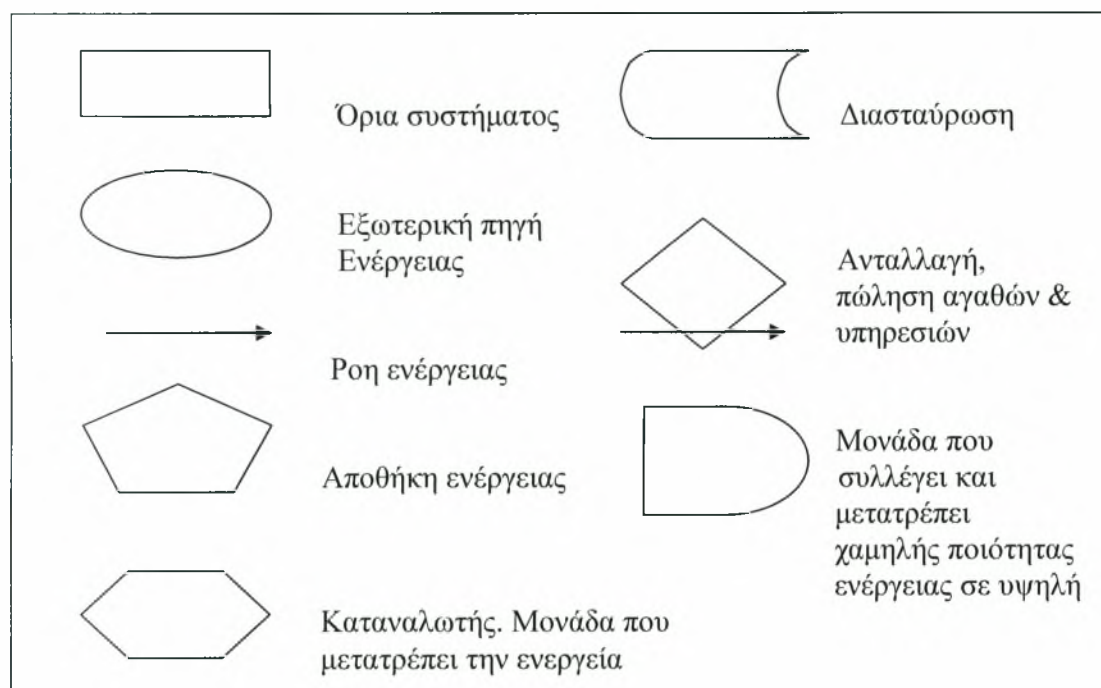 Όρια συστήματος
Εξωτερική πηγή
Ενέργειας
Ροη ενέργειας
Αποθήκη ενέργειας
Καταναλωτής. Μονάδα που
μετατρέπει την ενεργεία
Διασταύρωση
Ανταλλαγή,
πώληση αγαθών &
υπηρεσιών
Μονάδα που
συλλέγει και
μετατρέπει
χαμηλής ποιότητας
ενέργειας σε υψηλή